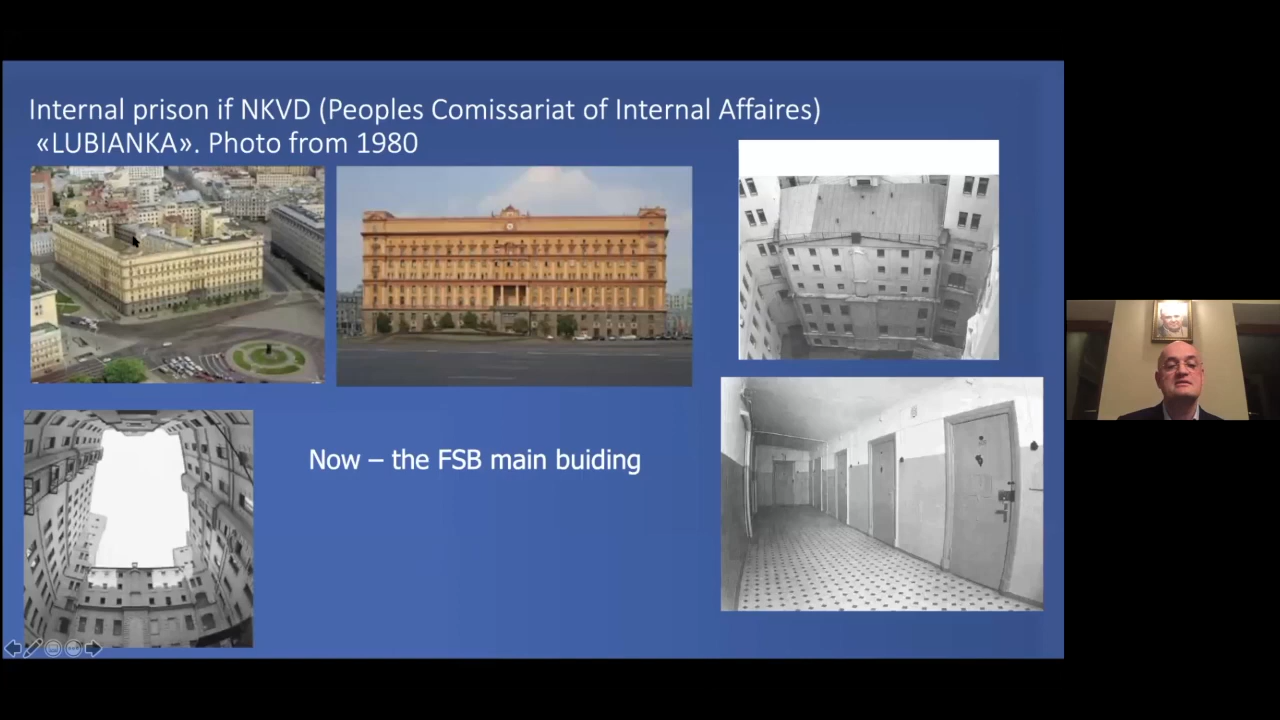 Internal prison if NKVD (Peoples Comissariat of Internal Affaires)
«LUBIANKA». Photo from 1980
Now – the FSB main buiding